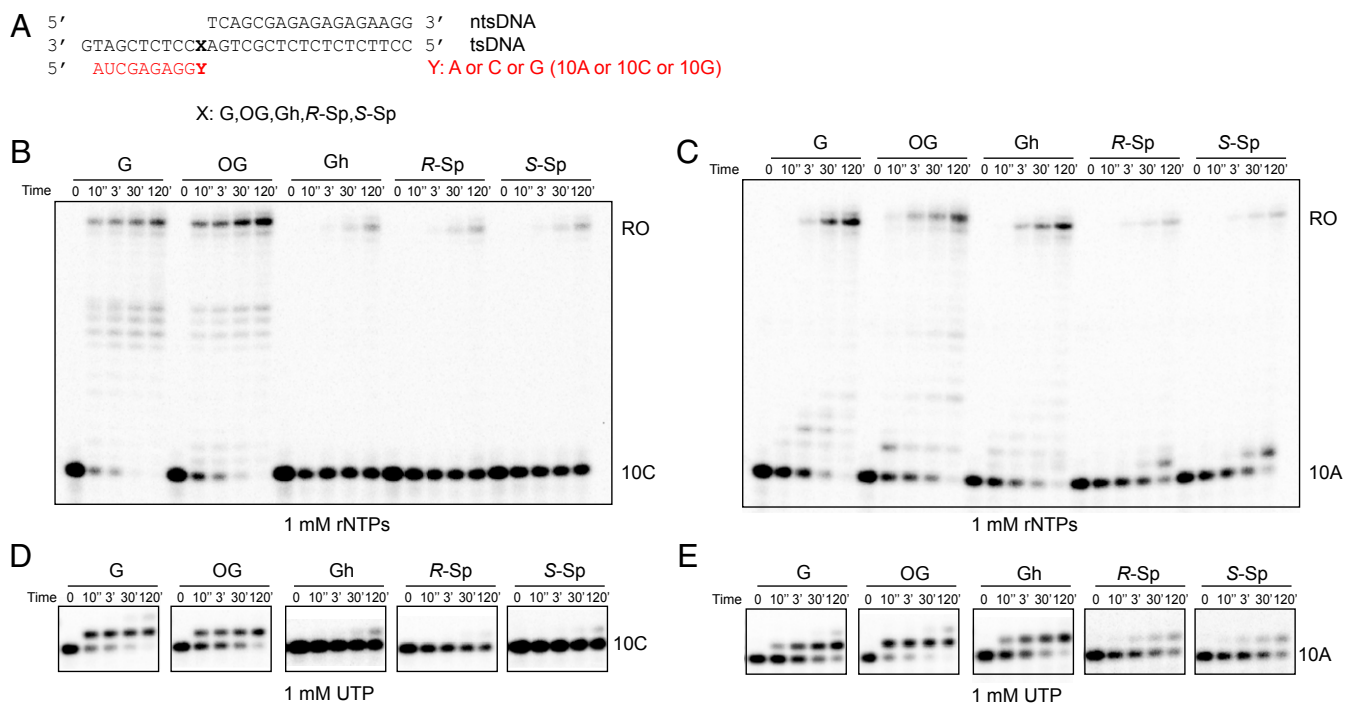 A
5′ TCAGCGAGAGAGAGAAGG 3′ ntsDNA
3′ GTAGCTCTCCXAGTCGCTCTCTCTCTTCC 5′ tsDNA
5′ AUCGAGAGGY Y: A or C or G (10A or 10C or 10G)
X: G,OG,Gh,R-Sp,S-Sp
B
G OG Gh R-Sp S-Sp
Time 0 10" 3' 30' 120' 0 10" 3' 30' 120' 0 10" 3' 30' 120' 0 10" 3' 30' 120' 0 10" 3' 30' 120'
RO
10C
1 mM rNTPs
C
G OG Gh R-Sp S-Sp
Time 0 10" 3' 30' 120' 0 10" 3' 30' 120' 0 10" 3' 30' 120' 0 10" 3' 30' 120' 0 10" 3' 30' 120'
RO
10A
1 mM rNTPs
D
G OG Gh R-Sp S-Sp
Time 0 10" 3' 30' 120' 0 10" 3' 30' 120' 0 10" 3' 30' 120' 0 10" 3' 30' 120' 0 10" 3' 30' 120'
10C
1 mM UTP
E
G OG Gh R-Sp S-Sp
Time 0 10" 3' 30' 120' 0 10" 3' 30' 120' 0 10" 3' 30' 120' 0 10" 3' 30' 120' 0 10" 3' 30' 120'
10A
1 mM UTP